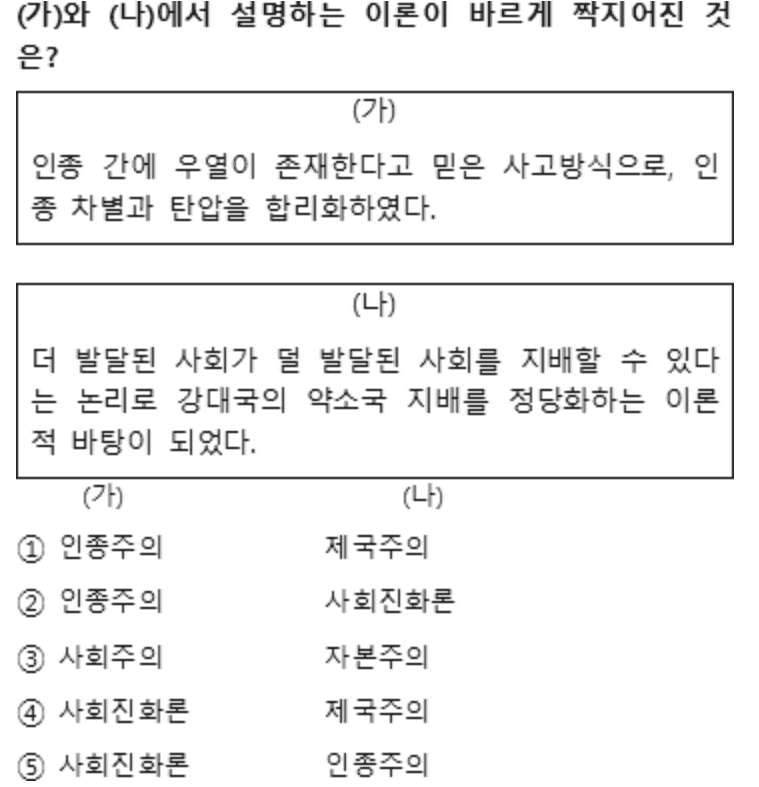 (가)와 (나)에서 설명하는 이론이 바르게 짝지어진 것
은?
(가)
인종 간에 우열이 존재한다고 믿은 사고방식으로, 인
종 차별과 탄압을 합리화하였다.
(나)
더 발달된 사회가 덜 발달된 사회를 지배할 수 있다
는 논리로 강대국의 약소국 지배를 정당화하는 이론
적 바탕이 되었다.
(가) (나)
① 인종주의 제국주의
② 인종주의 사회진화론
③ 사회주의 자본주의
④ 사회진화론 제국주의
⑤ 사회진화론 인종주의